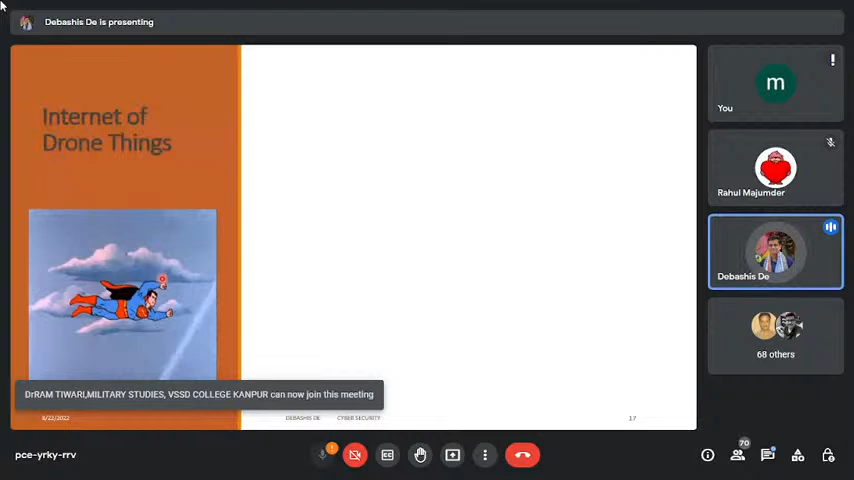 Debashis De is presenting
Internet of
Drone Things
m
You
Rahul Majumder
Debashis De
68 others
DrRAM TIWARI,MILITARY STUDIES, VSSD COLLEGE KANPUR can now join this meeting
8/22/2022
DEBASHIS DE CYBER SECURITY
17
pce-yrky-rrv
1
CC
70